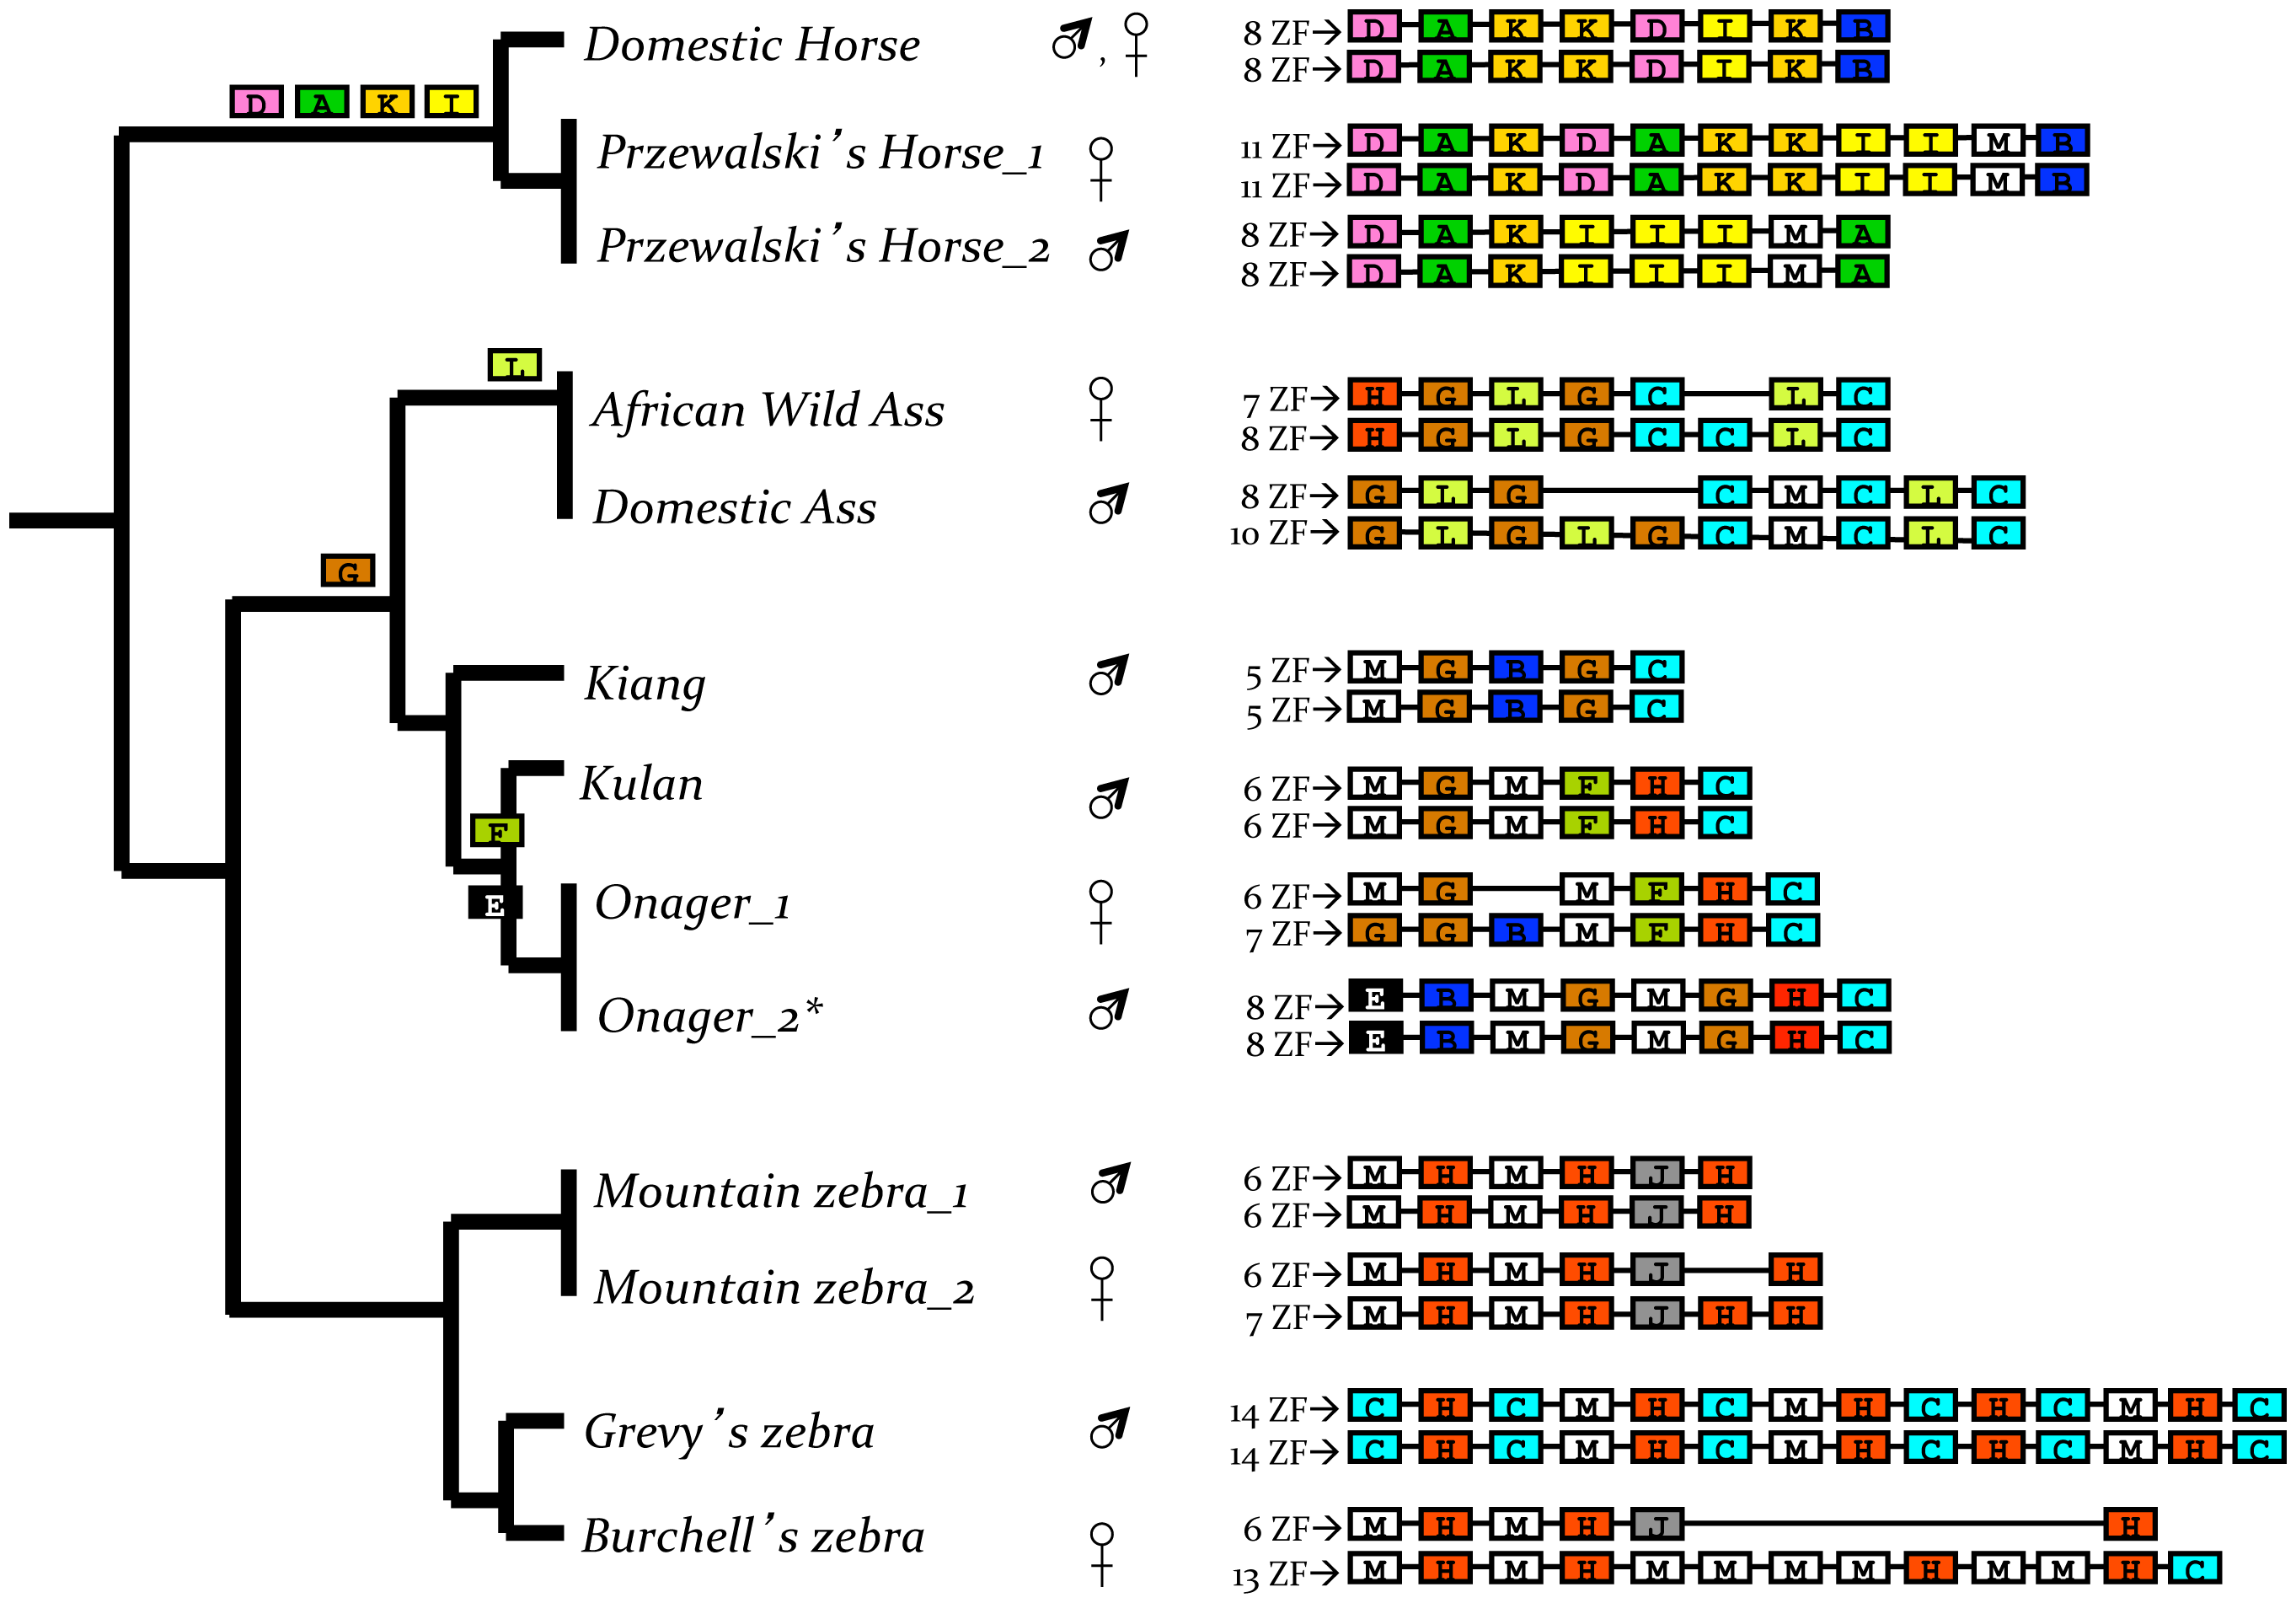 Domestic Horse ♂, ♀ 8 ZF→ D A K K D I K B
8 ZF→ D A K K D I K B
D A K I
Przewalski's Horse_1 ♀ 11 ZF→ D A K D A K K I I M B
11 ZF→ D A K D A K K I I M B
Przewalski's Horse_2 ♂ 8 ZF→ D A K I I I M A
8 ZF→ D A K I I I M A
L
African Wild Ass ♀ 7 ZF→ H G L G C L C
8 ZF→ H G L G C C L C
Domestic Ass ♂ 8 ZF→ G L G C M C L C
10 ZF→ G L G L G C M C L C
G
Kiang ♂ 5 ZF→ M G B G C
5 ZF→ M G B G C
Kulan ♂ 6 ZF→ M G M F H C
6 ZF→ M G M F H C
F
E
Onager_1 ♀ 6 ZF→ M G M F H C
7 ZF→ G G B M F H C
Onager_2* ♂ 8 ZF→ E B M G M G H C
8 ZF→ E B M G M G H C
Mountain zebra_1 ♂ 6 ZF→ M H M H J H
6 ZF→ M H M H J H
Mountain zebra_2 ♀ 6 ZF→ M H M H J H
7 ZF→ M H M H J H H
Grevy's zebra ♂ 14 ZF→ C H C M H C M H C H C M H C
14 ZF→ C H C M H C M H C H C M H C
Burchell's zebra ♀ 6 ZF→ M H M H J H
13 ZF→ M H M H M M M M H M M H C